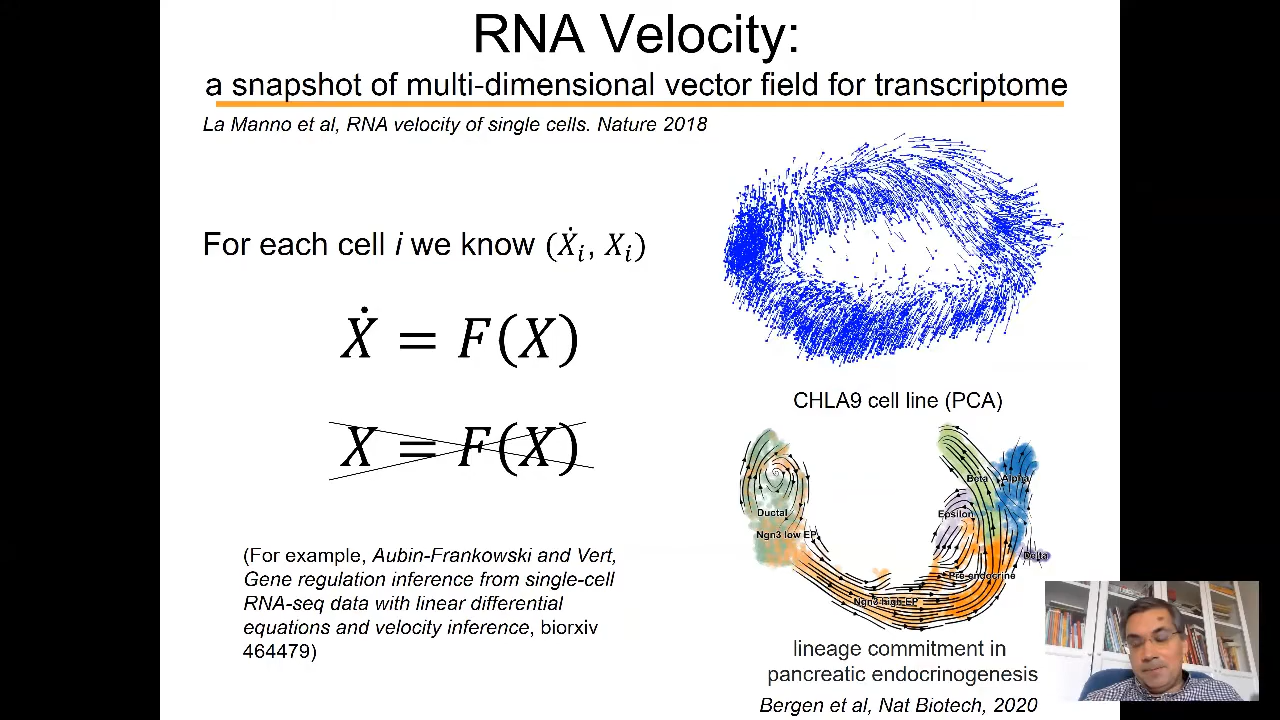 RNA Velocity:
a snapshot of multi-dimensional vector field for transcriptome
La Manno et al, RNA velocity of single cells. Nature 2018
For each cell i we know (Ẋᵢ, Xᵢ)
Ẋ = F(X)
X = F(X)
(For example, Aubin-Frankowski and Vert,
Gene regulation inference from single-cell
RNA-seq data with linear differential
equations and velocity inference, biorxiv
464479)
CHLA9 cell line (PCA)
Beta
Alpha
Ductal
Epsilon
Ngn3 low EP
Delta
Pre-endocrine
Ngn3 high EP
lineage commitment in
pancreatic endocrinogenesis
Bergen et al, Nat Biotech, 2020